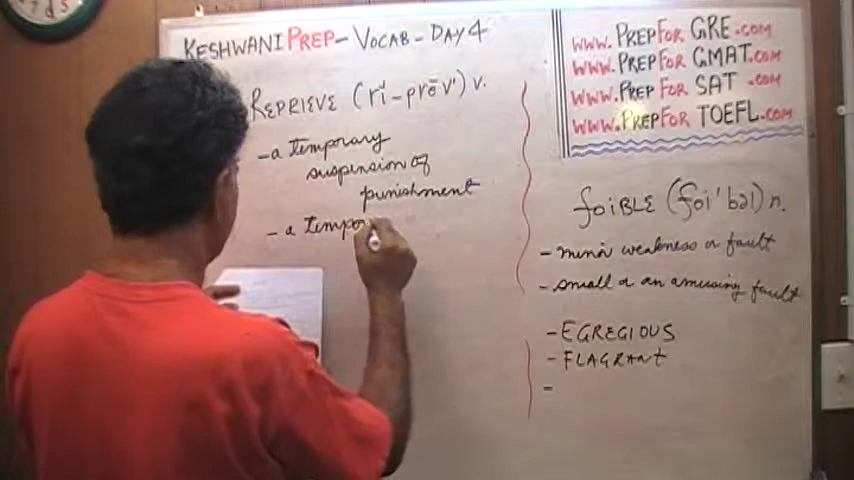 KESHWANI PREP - VOCAB - DAY 4
REPRIEVE (ri' - prēv') v.
- a temporary
suspension of
punishment
- a tempo
www. PREPFOR GRE.com
www. PREPFOR GMAT.com
www. PREP FOR SAT .com
www. PREPFOR TOEFL.com
FOIBLE (foi' bəl) n.
- minor weakness or fault
- small or an amusing fault
- EGREGIOUS
- FLAGRANT
-